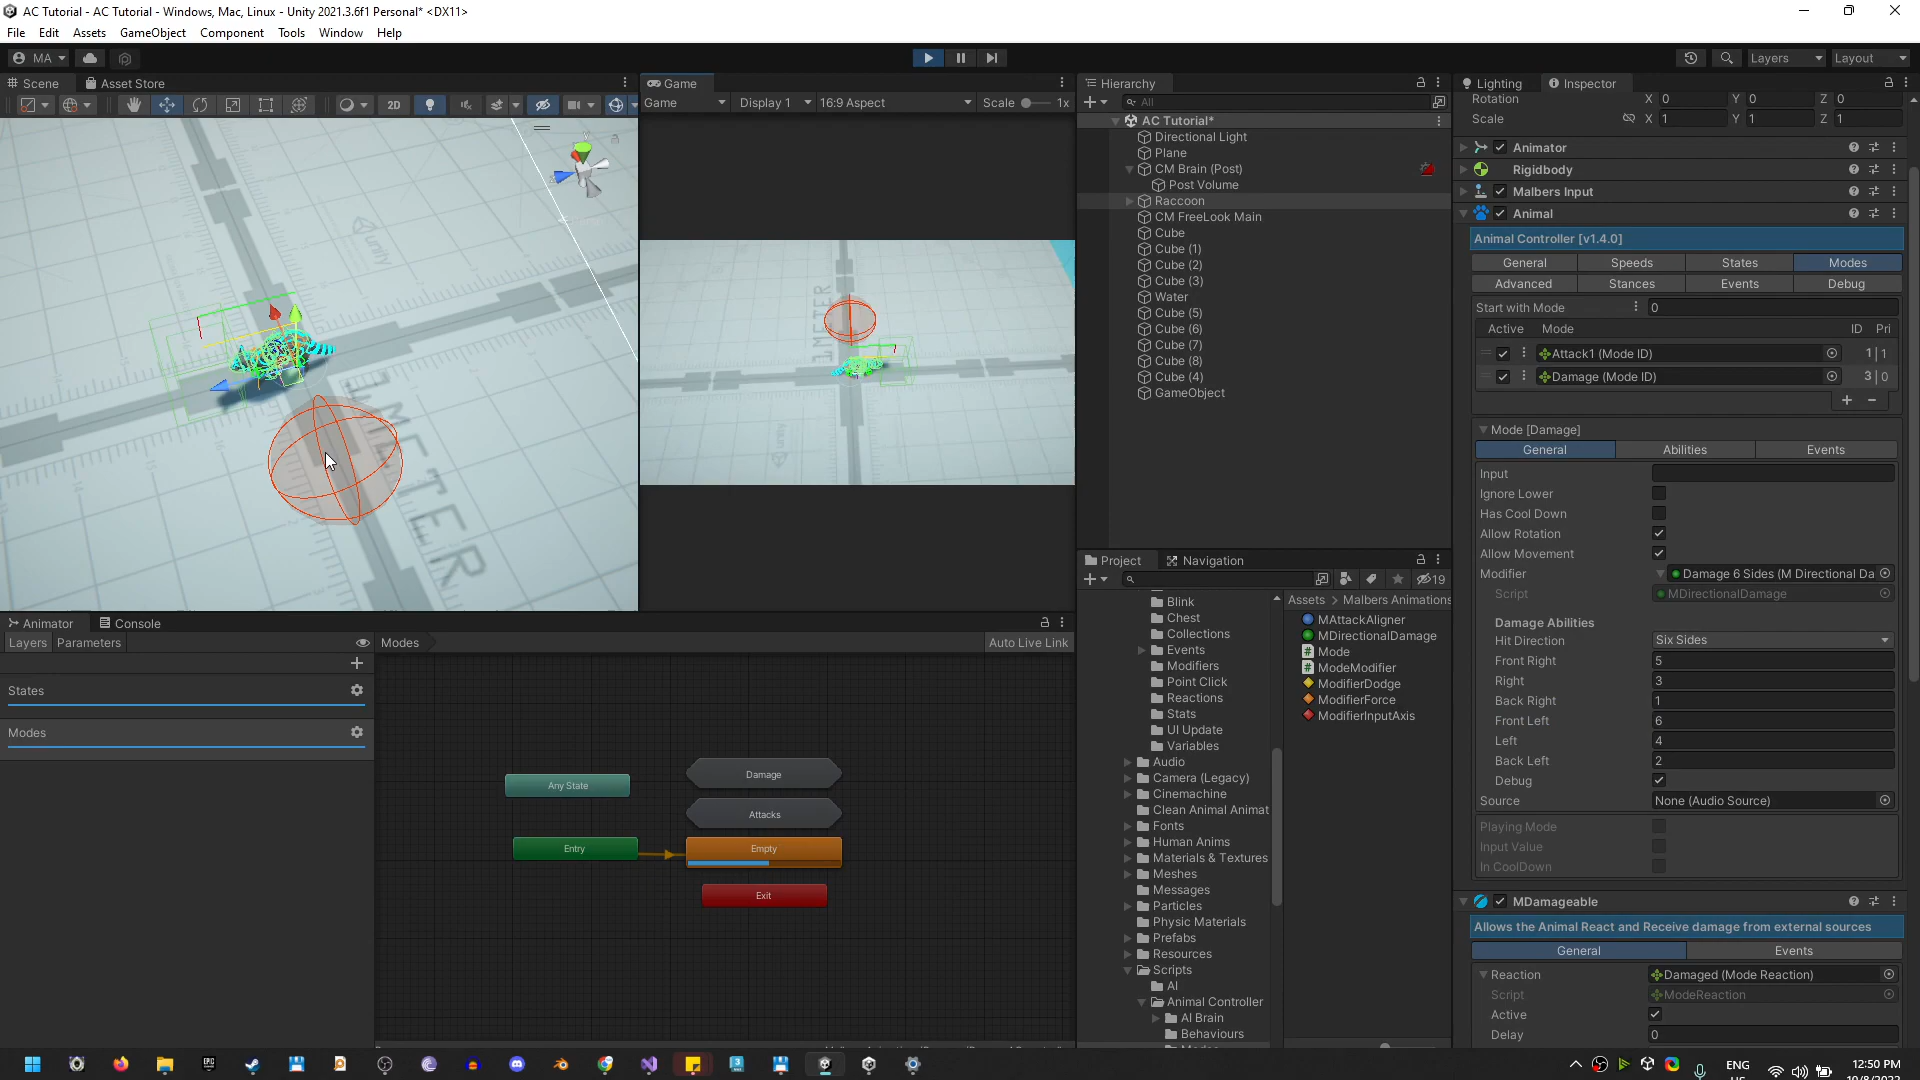 AC Tutorial - AC Tutorial - Windows, Mac, Linux - Unity 2021.3.6f1 Personal* <DX11>
File Edit Assets GameObject Component Tools Window Help
MA
Layers Layout
Scene Asset Store
2D
Game
Game Display 1 16:9 Aspect Scale 1x
Hierarchy
All
AC Tutorial*
Directional Light
Plane
CM Brain (Post)
Post Volume
Raccoon
CM FreeLook Main
Cube
Cube (1)
Cube (2)
Cube (3)
Water
Cube (5)
Cube (6)
Cube (7)
Cube (8)
Cube (4)
GameObject
Lighting Inspector
Rotation X 0 Y 0 Z 0
Scale X 1 Y 1 Z 1
Animator
Rigidbody
Malbers Input
Animal
Animal Controller [v1.4.0]
General Speeds States Modes
Advanced Stances Events Debug
Start with Mode 0
Active Mode ID Pri
Attack1 (Mode ID) 1 | 1
Damage (Mode ID) 3 | 0
Mode [Damage]
General Abilities Events
Input
Ignore Lower
Has Cool Down
Allow Rotation
Allow Movement
Modifier Damage 6 Sides (M Directional Da
Script MDirectionalDamage
Damage Abilities
Hit Direction Six Sides
Front Right 5
Right 3
Back Right 1
Front Left 6
Left 4
Back Left 2
Debug
Source None (Audio Source)
Playing Mode
Input Value
In CoolDown
MDamageable
Allows the Animal React and Receive damage from external sources
General Events
Reaction Damaged (Mode Reaction)
Script ModeReaction
Active
Delay 0
Project Navigation
19
Blink
Chest
Collections
Events
Modifiers
Point Click
Reactions
Stats
UI Update
Variables
Audio
Camera (Legacy)
Cinemachine
Clean Animal Animat
Fonts
Human Anims
Materials & Textures
Meshes
Messages
Particles
Physic Materials
Prefabs
Resources
Scripts
AI
Animal Controller
AI Brain
Behaviours
Assets > Malbers Animations
MAttackAligner
MDirectionalDamage
Mode
ModeModifier
ModifierDodge
ModifierForce
ModifierInputAxis
unity
unity
Animator Console
Layers Parameters Modes Auto Live Link
States
Modes
Any State
Entry
Damage
Attacks
Empty
Exit
ENG
12:50 PM